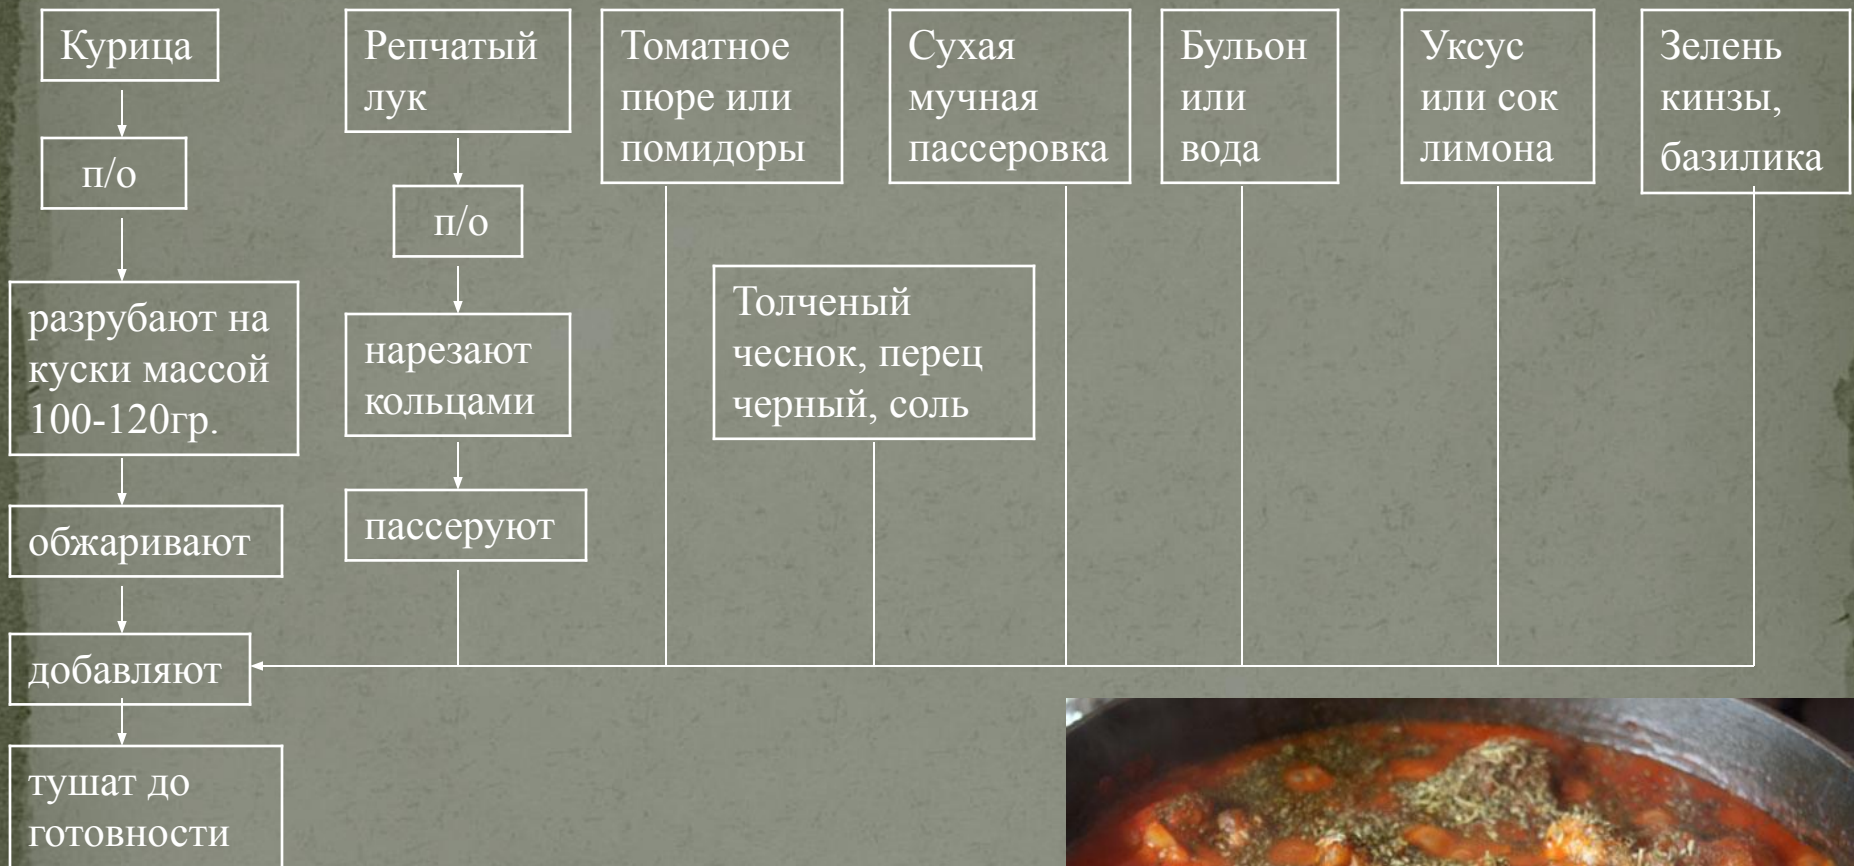 Курица
п/о
разрубают на
куски массой
100-120гр.
обжаривают
добавляют
тушат до
готовности
Репчатый
лук
п/о
нарезают
кольцами
пассеруют
Томатное
пюре или
помидоры
Толченый
чеснок, перец
черный, соль
Сухая
мучная
пассеровка
Бульон
или
вода
Уксус
или сок
лимона
Зелень
кинзы,
базилика